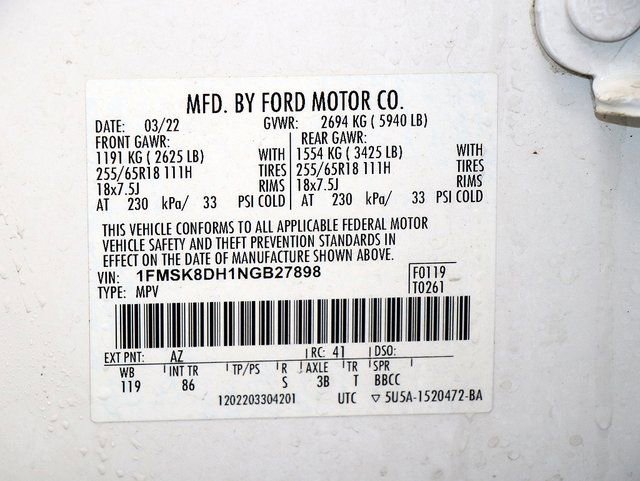 MFD. BY FORD MOTOR CO.
DATE: 03/22 GVWR: 2694 KG ( 5940 LB)
FRONT GAWR: REAR GAWR:
1191 KG ( 2625 LB) WITH 1554 KG ( 3425 LB) WITH
255/65R18 111H TIRES 255/65R18 111H TIRES
18x7.5J RIMS 18x7.5J RIMS
AT 230 kPa/ 33 PSI COLD AT 230 kPa/ 33 PSI COLD
THIS VEHICLE CONFORMS TO ALL APPLICABLE FEDERAL MOTOR
VEHICLE SAFETY AND THEFT PREVENTION STANDARDS IN
EFFECT ON THE DATE OF MANUFACTURE SHOWN ABOVE.
VIN: 1FMSK8DH1NGB27898 F0119
TYPE: MPV T0261
EXT PNT: AZ RC: 41 DSO:
WB INT TR TP/PS R AXLE TR SPR
119 86 S 3B T BBCC
1202203304201 UTC ▽ 5U5A-1520472-BA